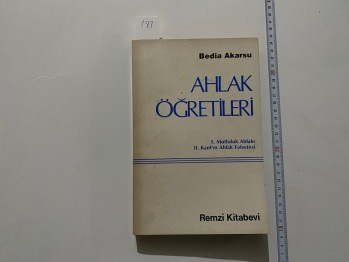 Bedia Akarsu
AHLAK
ÖĞRETİLERİ
I. Mutluluk Ahlakı
II. Kant'ın Ahlak Felsefesi
Remzi Kitabevi